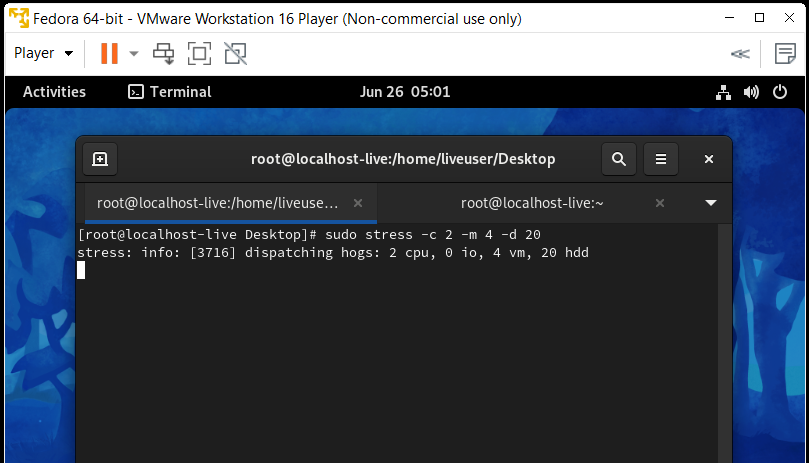 Fedora 64-bit - VMware Workstation 16 Player (Non-commercial use only)
Player
Activities Terminal Jun 26 05:01
root@localhost-live:/home/liveuser/Desktop
root@localhost-live:/home/liveuse... root@localhost-live:~
[root@localhost-live Desktop]# sudo stress -c 2 -m 4 -d 20
stress: info: [3716] dispatching hogs: 2 cpu, 0 io, 4 vm, 20 hdd